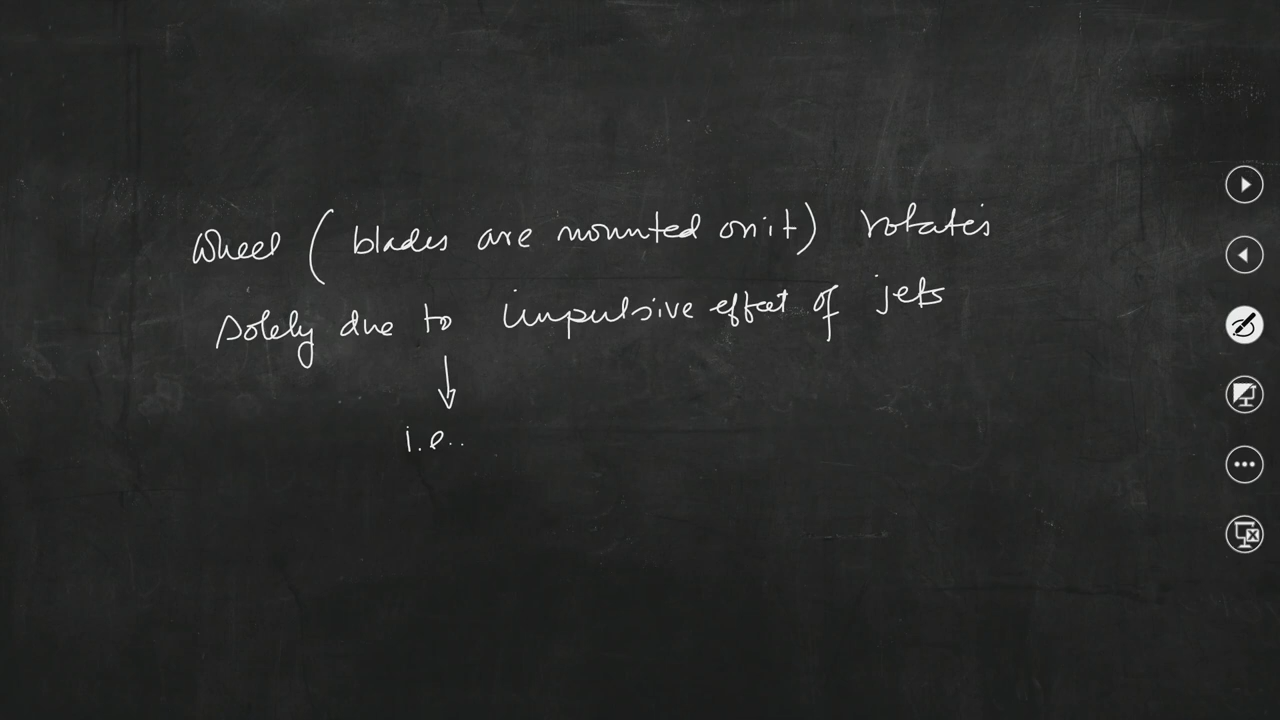 Wheel ( blades are mounted on it ) rotates
solely due to impulsive effect of jets
i.e..